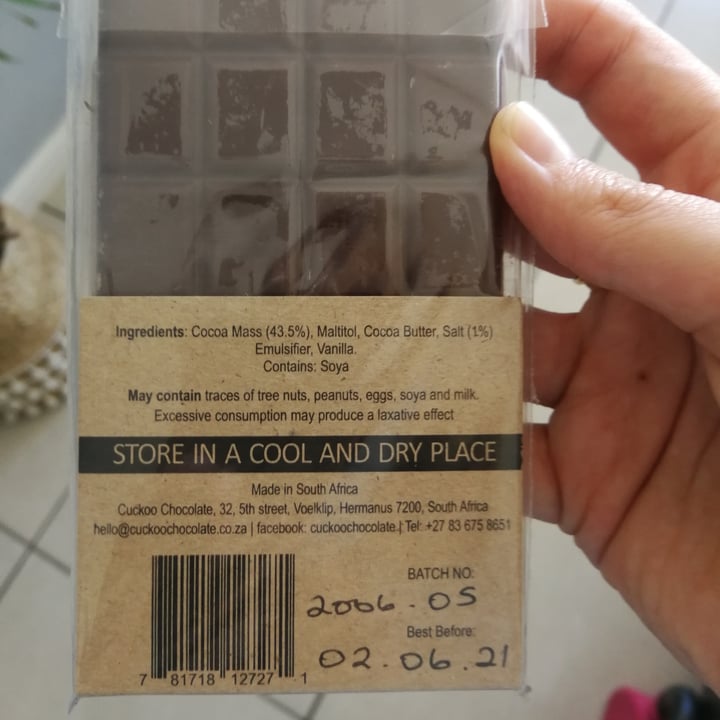 Ingredients: Cocoa Mass (43.5%), Maltitol, Cocoa Butter, Salt (1%)
Emulsifier, Vanilla.
Contains: Soya
May contain traces of tree nuts, peanuts, eggs, soya and milk.
Excessive consumption may produce a laxative effect
STORE IN A COOL AND DRY PLACE
Made in South Africa
Cuckoo Chocolate, 32, 5th street, Voelklip, Hermanus 7200, South Africa
hello@cuckoochocolate.co.za | facebook: cuckoochocolate | Tel: +27 83 675 8651
BATCH NO:
2006.05
Best Before:
02.06.21
7 81718 12727 1